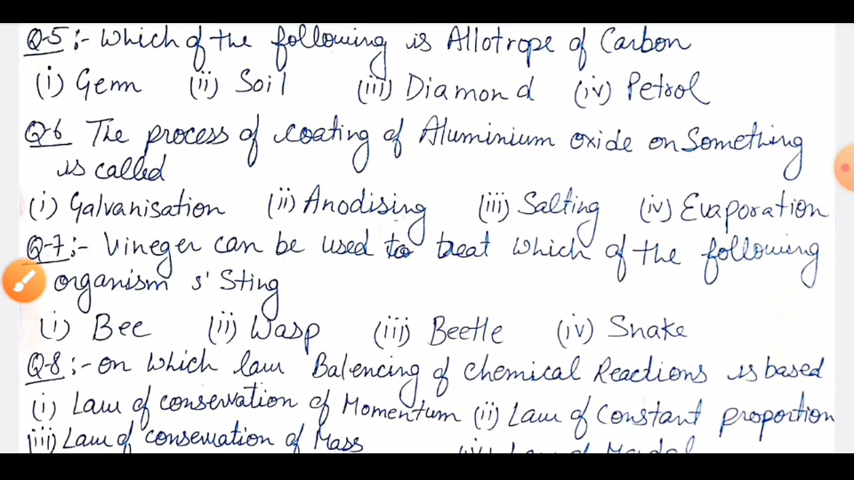 Q-5:- Which of the following is Allotrope of Carbon
(i) Gem (ii) Soil (iii) Diamond (iv) Petrol
Q-6 The process of coating of Aluminium oxide on Something
is called
(i) Galvanisation (ii) Anodising (iii) Salting (iv) Evaporation
Q-7:- Vineger can be used to treat which of the following
organism s' Sting
(i) Bee (ii) Wasp (iii) Beetle (iv) Snake
Q-8:- On which law Balencing of Chemical Reactions is based
(i) Law of conservation of Momentum (ii) Law of Constant proportion
(iii) Law of conservation of Mass